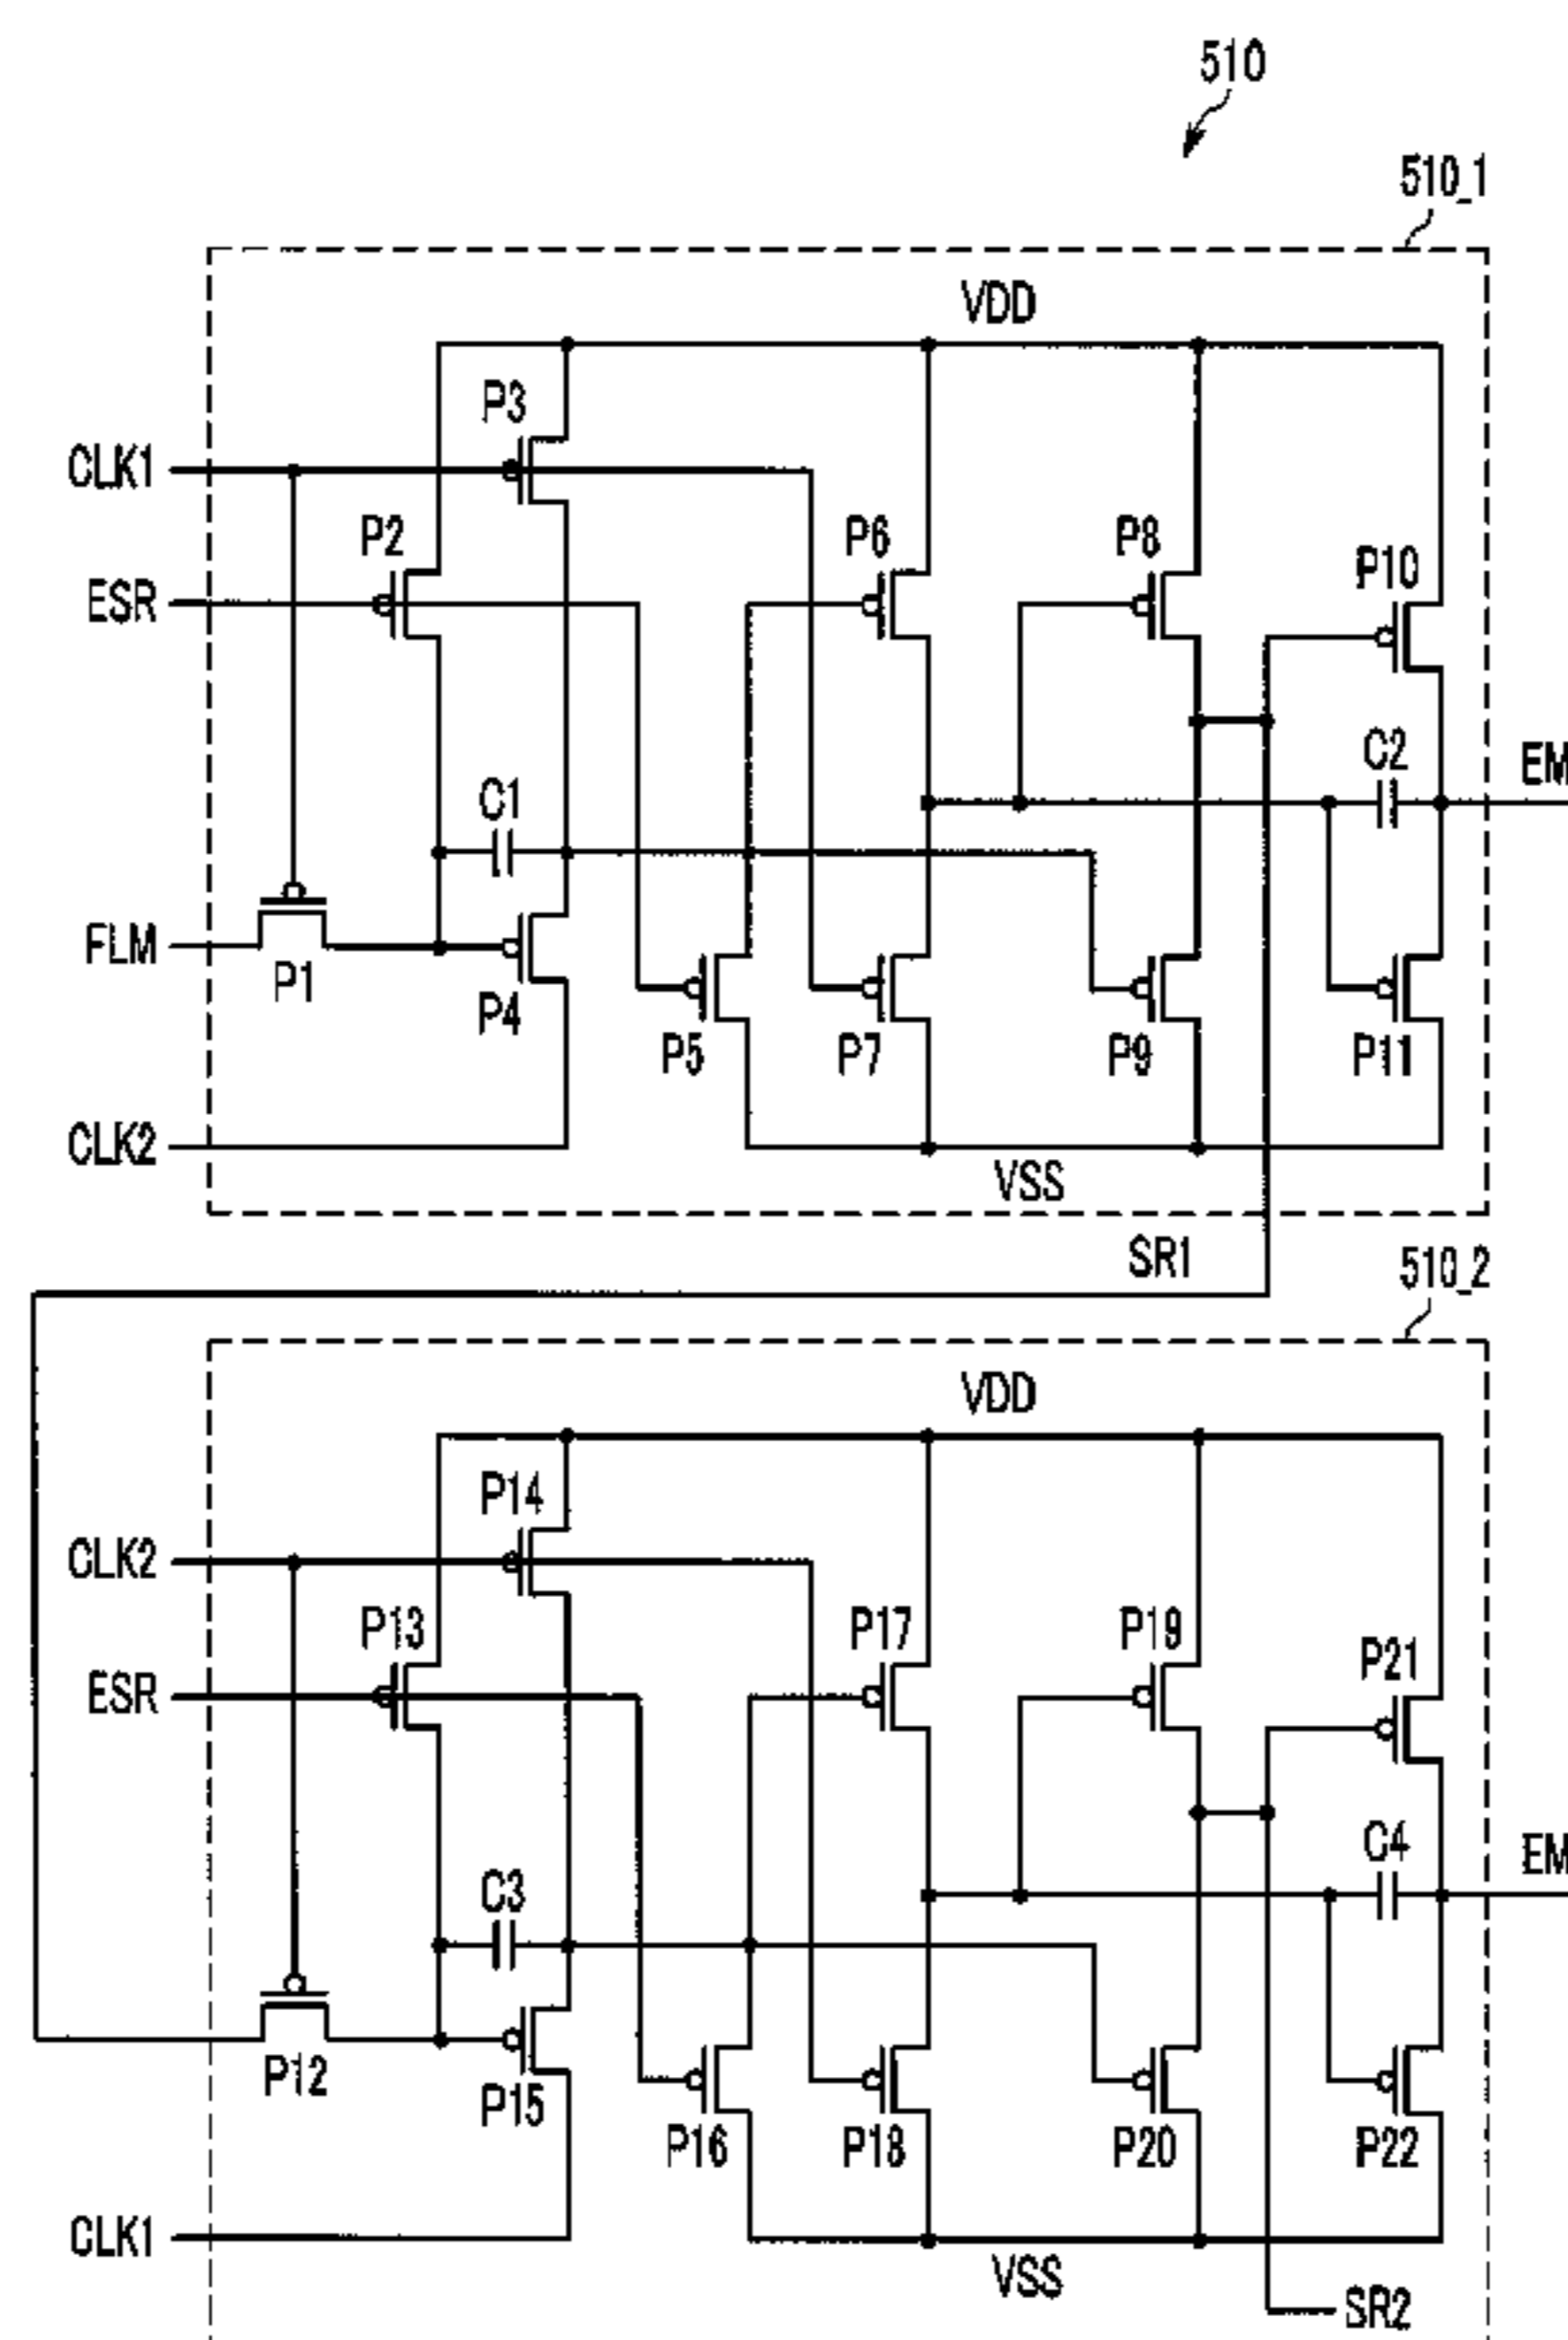 510
510_1
VDD
P3
CLK1
P2
P6
P8
P10
ESR
C1
C2
EM
FLM
P1
P4
P5
P7
P9
P11
CLK2
VSS
SR1
510_2
VDD
P14
CLK2
P13
P17
P19
P21
ESR
C3
C4
EM
P12
P15
P16
P18
P20
P22
CLK1
VSS
SR2